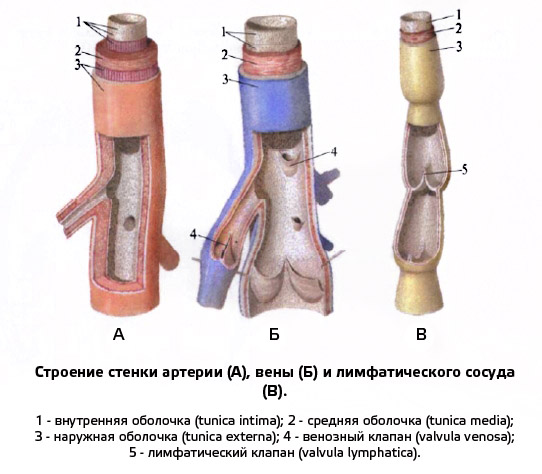 1
2
3
1
2
3
4
4
1
2
3
5
А
Б
В
Строение стенки артерии (А), вены (Б) и лимфатического сосуда
(В).
1 - внутренняя оболочка (tunica intima); 2 - средняя оболочка (tunica media);
3 - наружная оболочка (tunica externa); 4 - венозный клапан (valvula venosa);
5 - лимфатический клапан (valvula lymphatica).